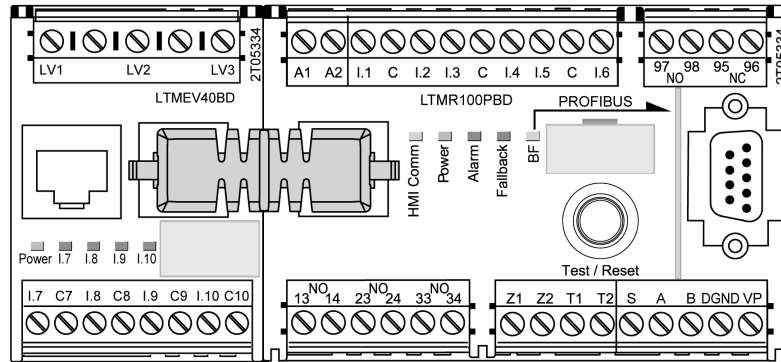 LV1 LV2 LV3
2T05334
LTMEV40BD
A1 A2 I.1 C I.2 I.3 C I.4 I.5 C I.6
LTMR100PBD
97 98 95 96
NO NC
2T05334
PROFIBUS
HMI Comm
Power
Alarm
Fallback
BF
Test / Reset
Power I.7 I.8 I.9 I.10
I.7 C7 I.8 C8 I.9 C9 I.10 C10
NO NO NO
13 14 23 24 33 34
Z1 Z2 T1 T2 S A B DGND VP